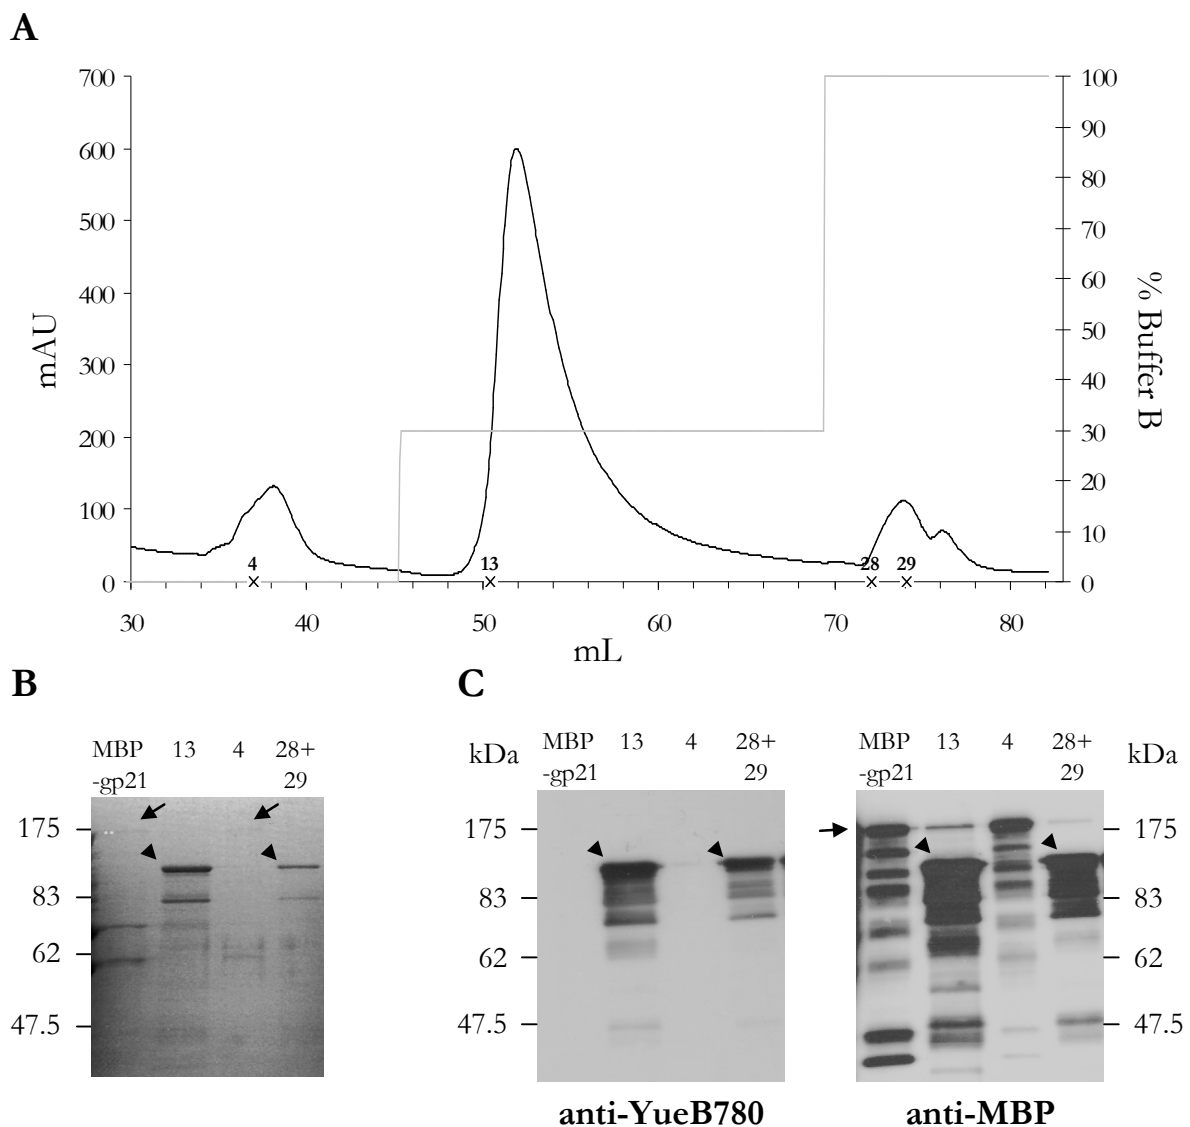 A
700
600
500
400
300
200
100
0
mAU
100
90
80
70
60
50
40
30
20
10
0
% Buffer B
4
13
28
29
30
40
50
60
70
80
mL
B
MBP 13 4 28+
-gp21 29
175
83
62
47.5
C
kDa MBP 13 4 28+
-gp21 29
175
83
62
47.5
anti-YueB780
MBP 13 4 28+ kDa
-gp21 29
175
83
62
47.5
anti-MBP